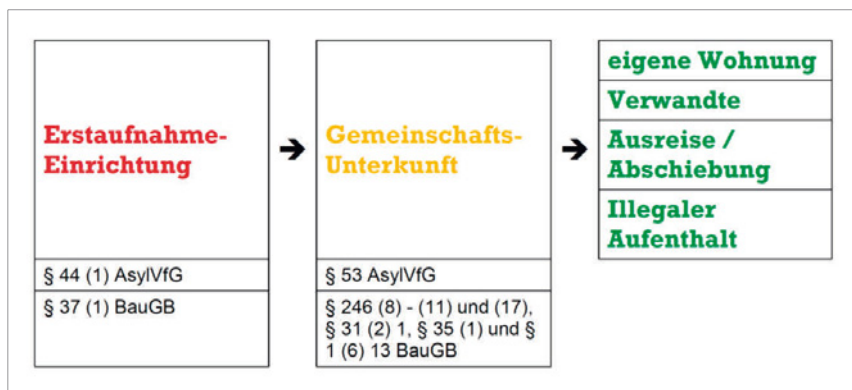 Erstaufnahme-
Einrichtung
§ 44 (1) AsylVfG
§ 37 (1) BauGB
Gemeinschafts-
Unterkunft
§ 53 AsylVfG
§ 246 (8) - (11) und (17),
§ 31 (2) 1, § 35 (1) und §
1 (6) 13 BauGB
eigene Wohnung
Verwandte
Ausreise /
Abschiebung
Illegaler
Aufenthalt